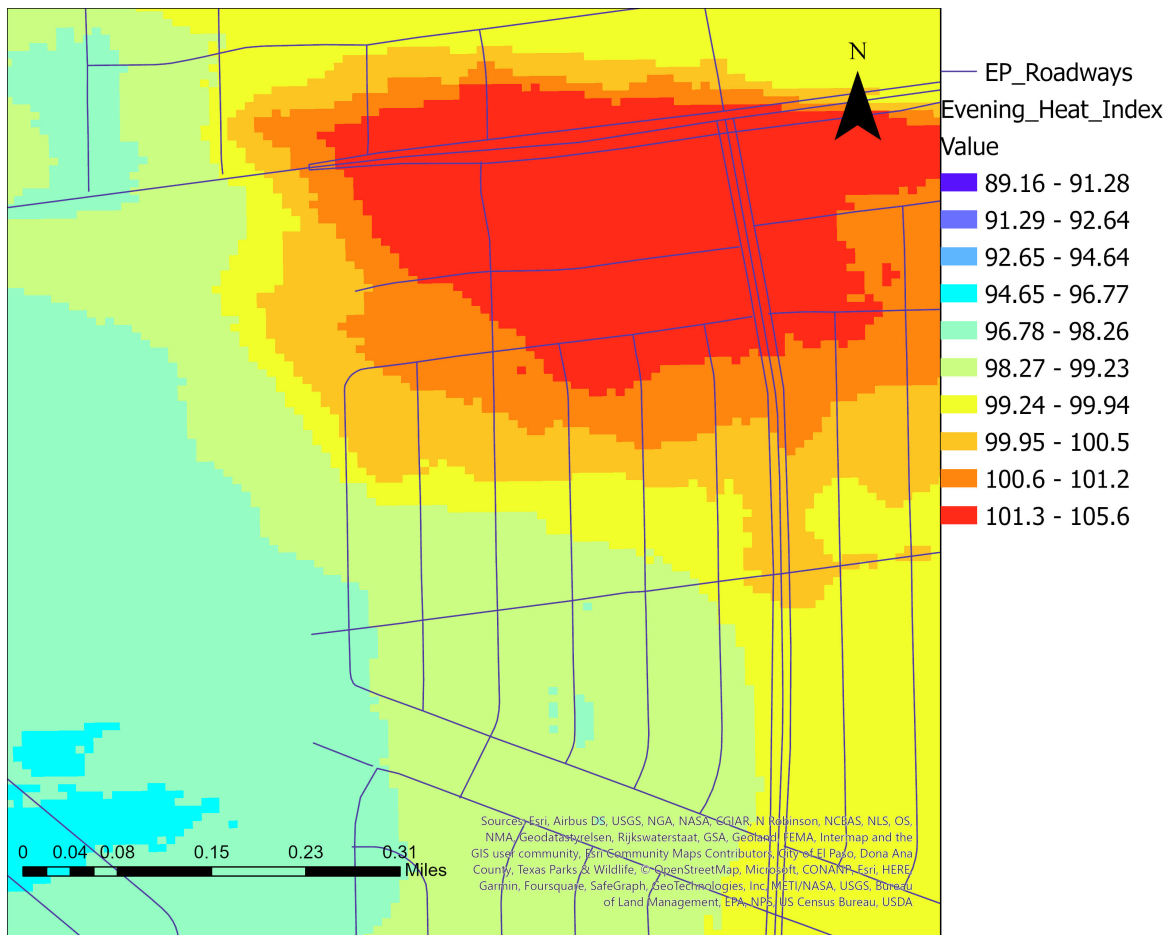 N
EP_Roadways
Evening_Heat_Index
Value
89.16 - 91.28
91.29 - 92.64
92.65 - 94.64
94.65 - 96.77
96.78 - 98.26
98.27 - 99.23
99.24 - 99.94
99.95 - 100.5
100.6 - 101.2
101.3 - 105.6
Sources: Esri, Airbus DS, USGS, NGA, NASA, CGIAR, N Robinson, NCEAS, NLS, OS,
NMA, Geodatastyrelsen, Rijkswaterstaat, GSA, Geoland, FEMA, Intermap and the
GIS user community, Esri Community Maps Contributors, City of El Paso, Dona Ana
County, Texas Parks & Wildlife, © OpenStreetMap, Microsoft, CONANP, Esri, HERE,
Garmin, Foursquare, SafeGraph, GeoTechnologies, Inc, METI/NASA, USGS, Bureau
of Land Management, EPA, NPS, US Census Bureau, USDA
0 0.04 0.08 0.15 0.23 0.31
Miles